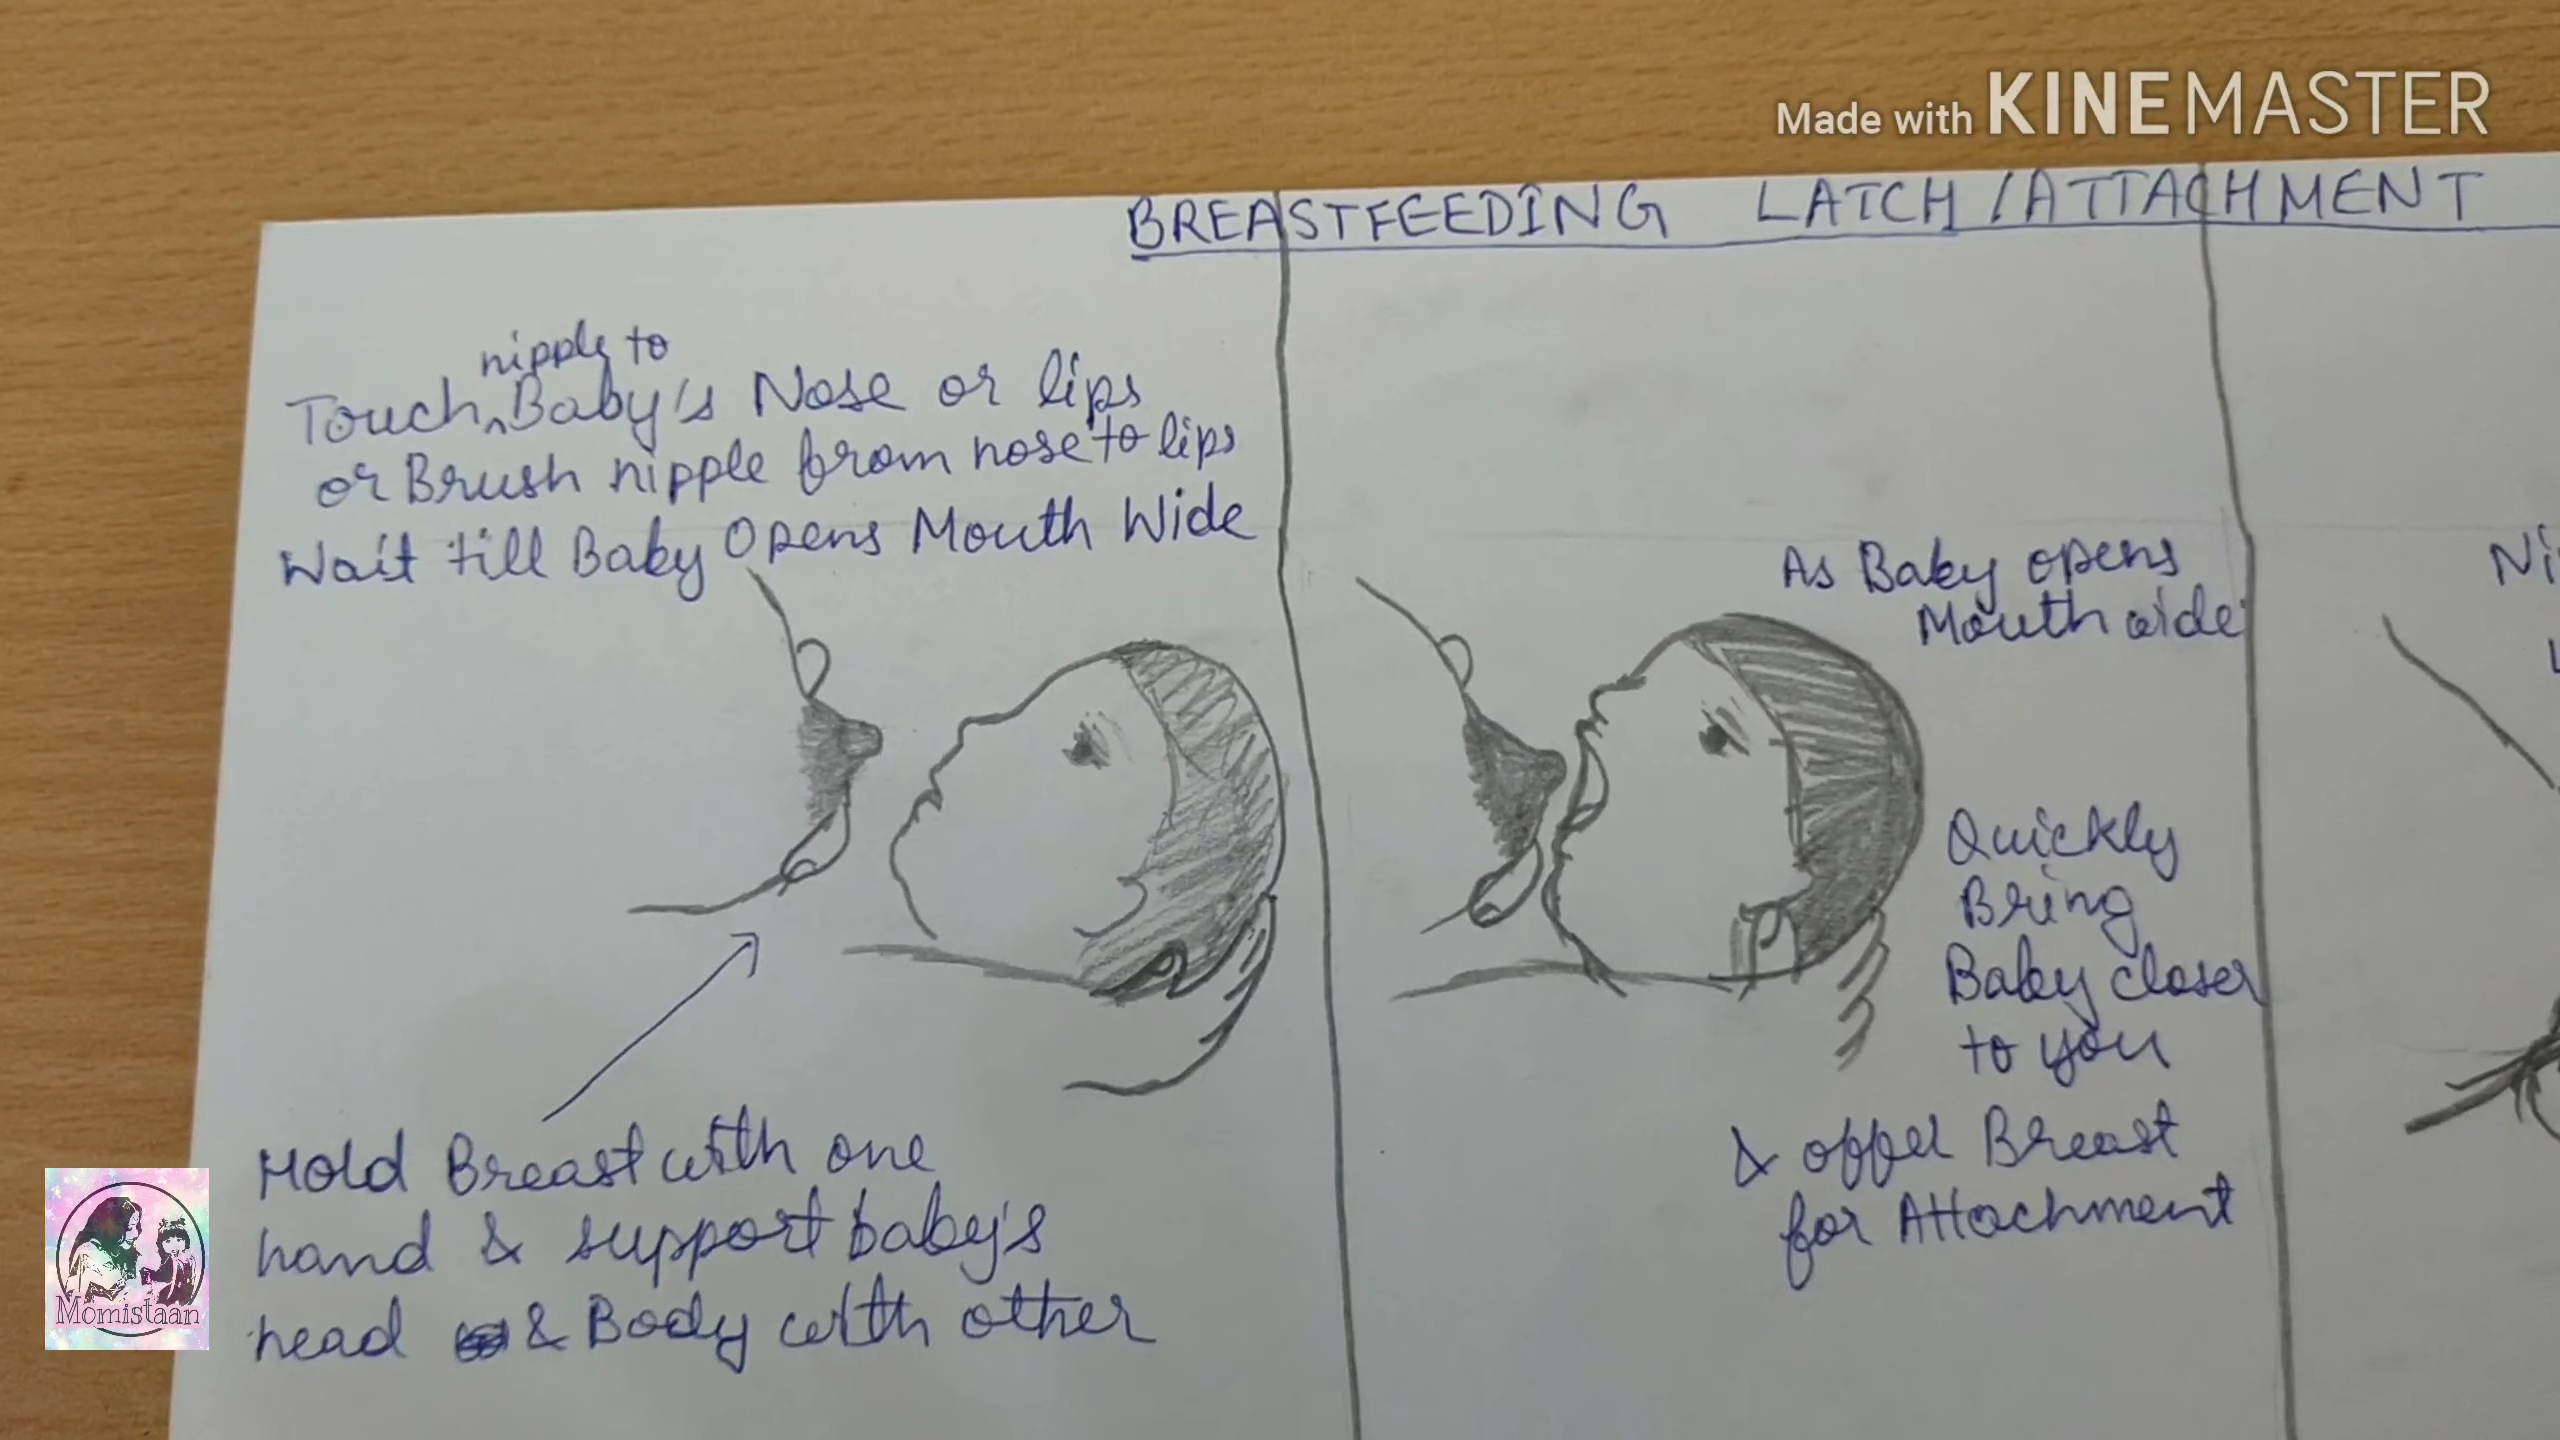 Made with KINEMASTER
BREASTFEEDING LATCH/ATTACHMENT
nipple to
Touch ^ Baby's Nose or lips
or Brush nipple from nose to lips
Wait till Baby Opens Mouth Wide
Hold Breast with one
hand & support baby's
head & Body with other
As Baby opens
Mouth wide
Quickly
Bring
Baby closer
to you
& offer Breast
for Attachment
Ni
Momistaan